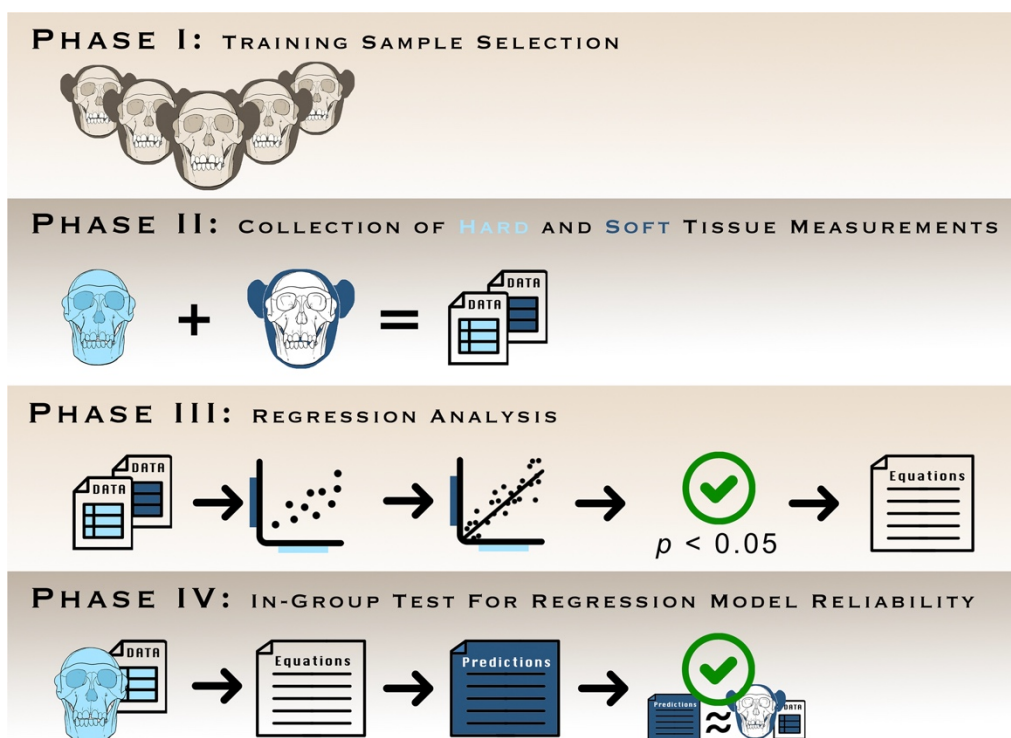 PHASE I: TRAINING SAMPLE SELECTION
PHASE II: COLLECTION OF HARD AND SOFT TISSUE MEASUREMENTS
+
=
DATA
DATA
PHASE III: REGRESSION ANALYSIS
DATA
DATA
p < 0.05
Equations
PHASE IV: IN-GROUP TEST FOR REGRESSION MODEL RELIABILITY
DATA
Equations
Predictions
Predictions
≈
DATA